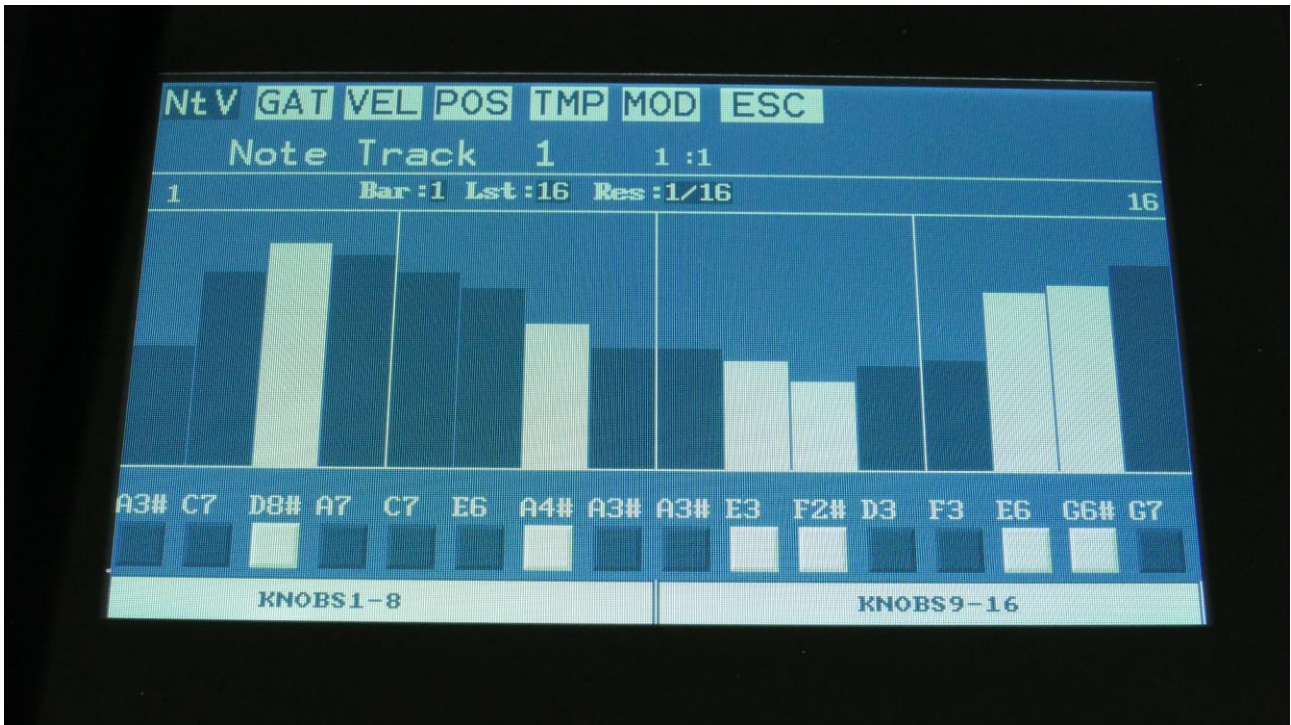 NtV GAT VEL POS TMP MOD ESC
Note Track 1 1 :1
1 Bar:1 Lst:16 Res:1/16 16
A3# C7 D8# A7 C7 E6 A4# A3# A3# E3 F2# D3 F3 E6 G6# G7
KNOBS1-8 KNOBS9-16